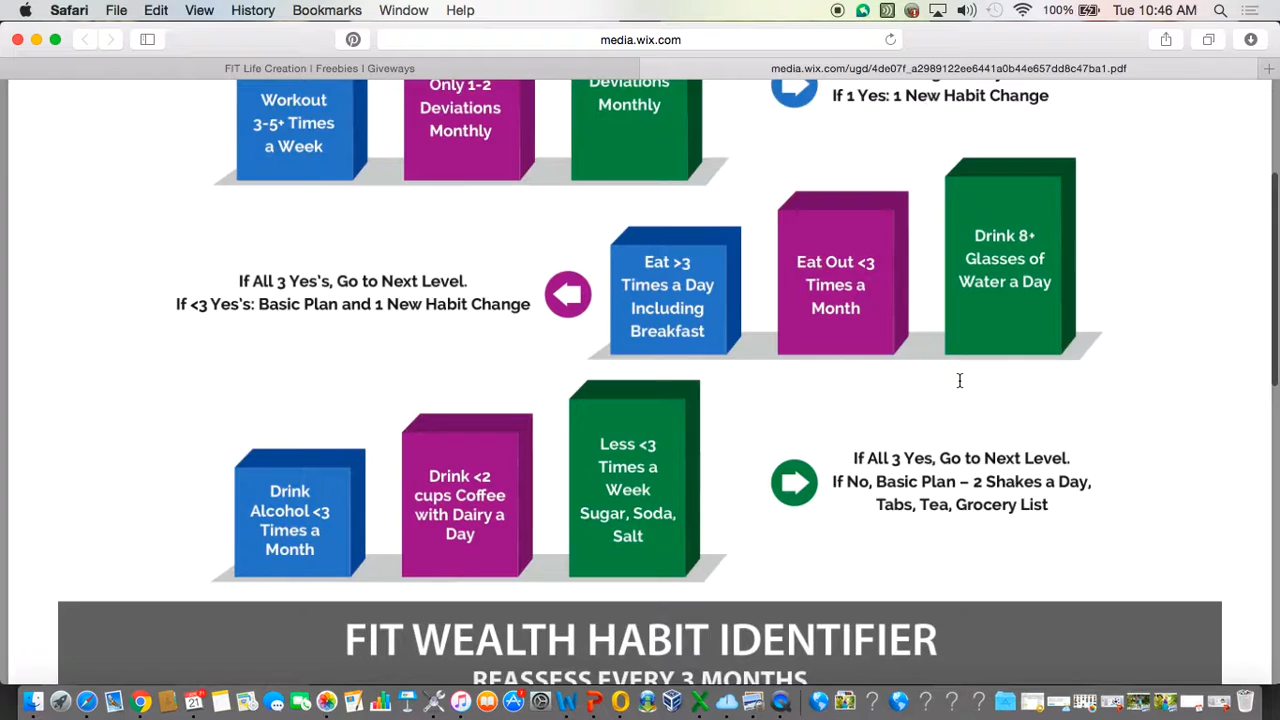 Safari File Edit View History Bookmarks Window Help
100% Tue 10:46 AM
media.wix.com
FIT Life Creation | Freebies | Giveaways
media.wix.com/ugd/4de07f_a2989122ee6441a0b44e657dd8c47ba1.pdf
Workout
3-5+ Times
a Week
Only 1-2
Deviations
Monthly
Deviations
Monthly
If 1 Yes: 1 New Habit Change
If All 3 Yes's, Go to Next Level.
If <3 Yes's: Basic Plan and 1 New Habit Change
Eat >3
Times a Day
Including
Breakfast
Eat Out <3
Times a
Month
Drink 8+
Glasses of
Water a Day
Drink
Alcohol <3
Times a
Month
Drink <2
cups Coffee
with Dairy a
Day
Less <3
Times a
Week
Sugar, Soda,
Salt
If All 3 Yes, Go to Next Level.
If No, Basic Plan – 2 Shakes a Day,
Tabs, Tea, Grocery List
FIT WEALTH HABIT IDENTIFIER
REASSESS EVERY 3 MONTHS